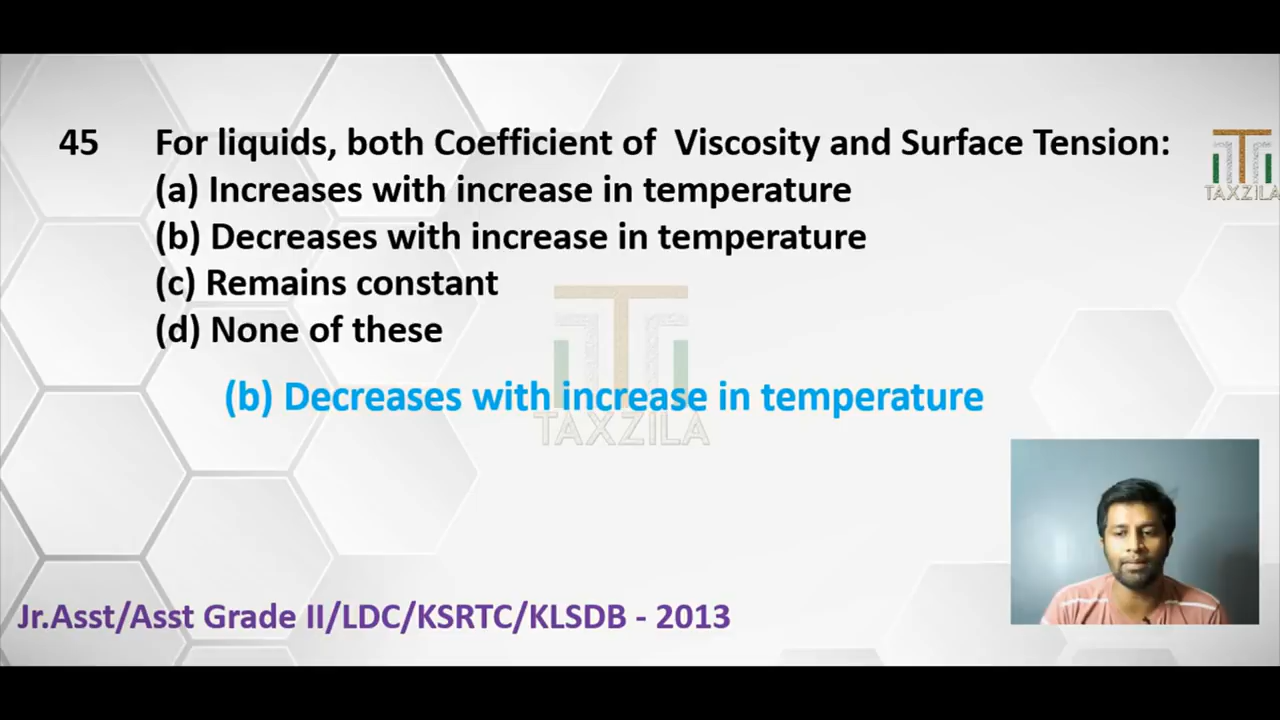 45 For liquids, both Coefficient of Viscosity and Surface Tension:
(a) Increases with increase in temperature
(b) Decreases with increase in temperature
(c) Remains constant
(d) None of these
(b) Decreases with increase in temperature
Jr.Asst/Asst Grade II/LDC/KSRTC/KLSDB - 2013
TAXZILA
TAXZILA